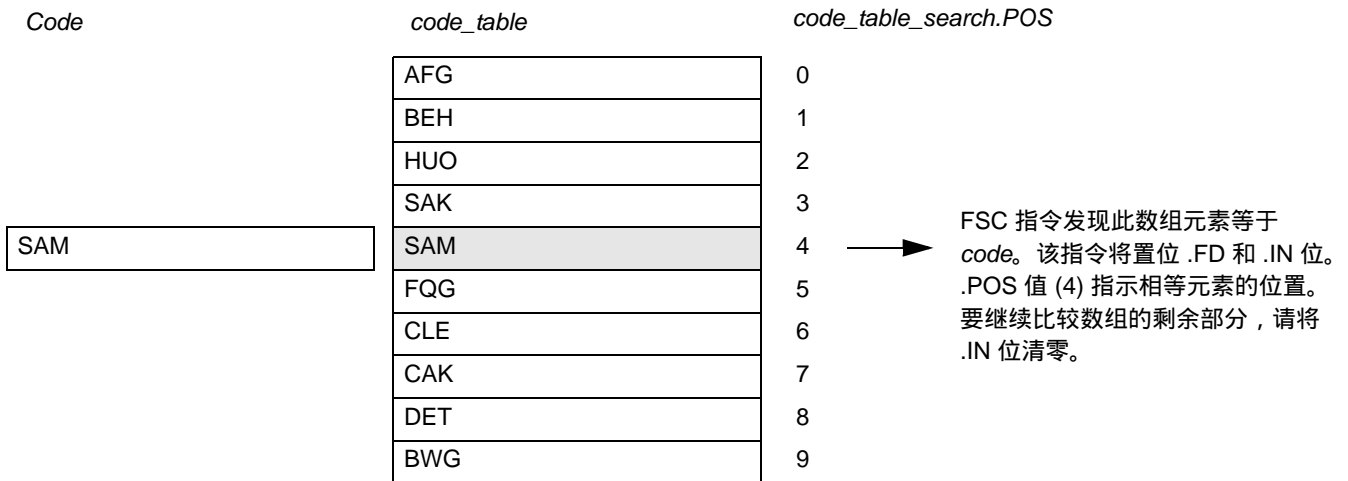 Code code_table code_table_search.POS
AFG 0
BEH 1
HUO 2
SAK 3
SAM SAM 4
FQG 5
CLE 6
CAK 7
DET 8
BWG 9
FSC 指令发现此数组元素等于
code。该指令将置位 .FD 和 .IN 位。
.POS 值 (4) 指示相等元素的位置。
要继续比较数组的剩余部分，请将
.IN 位清零。